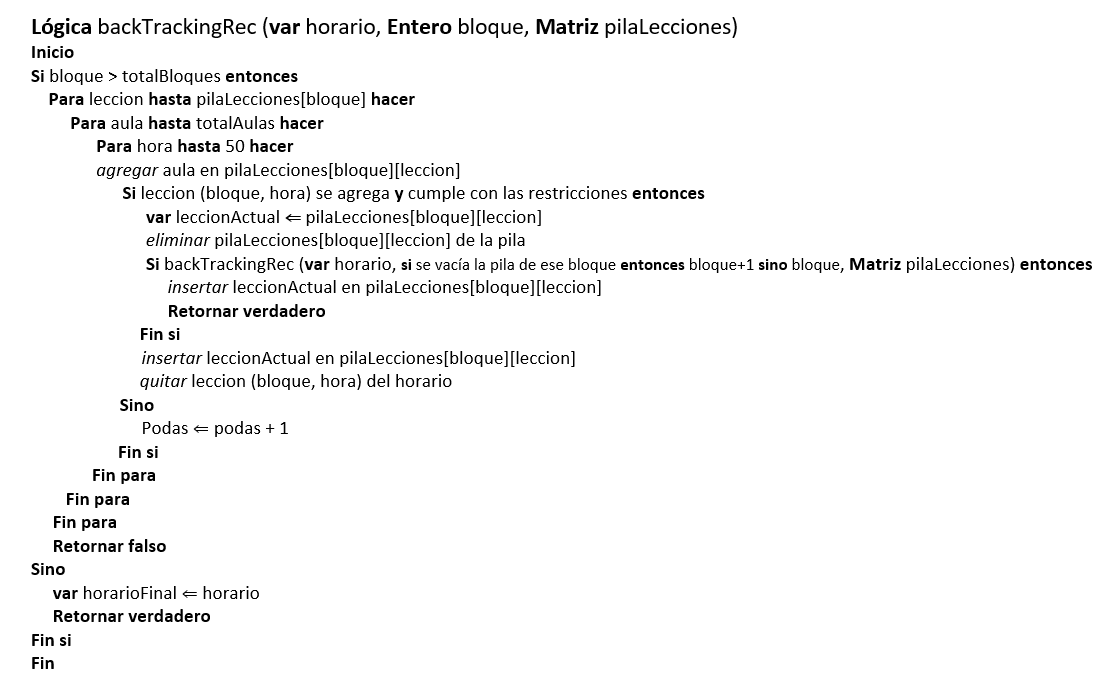 Lógica backTrackingRec (var horario, Entero bloque, Matriz pilaLecciones)
Inicio
Si bloque > totalBloques entonces
Para leccion hasta pilaLecciones[bloque] hacer
Para aula hasta totalAulas hacer
Para hora hasta 50 hacer
agregar aula en pilaLecciones[bloque][leccion]
Si leccion (bloque, hora) se agrega y cumple con las restricciones entonces
var leccionActual ⇐ pilaLecciones[bloque][leccion]
eliminar pilaLecciones[bloque][leccion] de la pila
Si backTrackingRec (var horario, si se vacía la pila de ese bloque entonces bloque+1 sino bloque, Matriz pilaLecciones) entonces
insertar leccionActual en pilaLecciones[bloque][leccion]
Retornar verdadero
Fin si
insertar leccionActual en pilaLecciones[bloque][leccion]
quitar leccion (bloque, hora) del horario
Sino
Podas ⇐ podas + 1
Fin si
Fin para
Fin para
Fin para
Retornar falso
Sino
var horarioFinal ⇐ horario
Retornar verdadero
Fin si
Fin